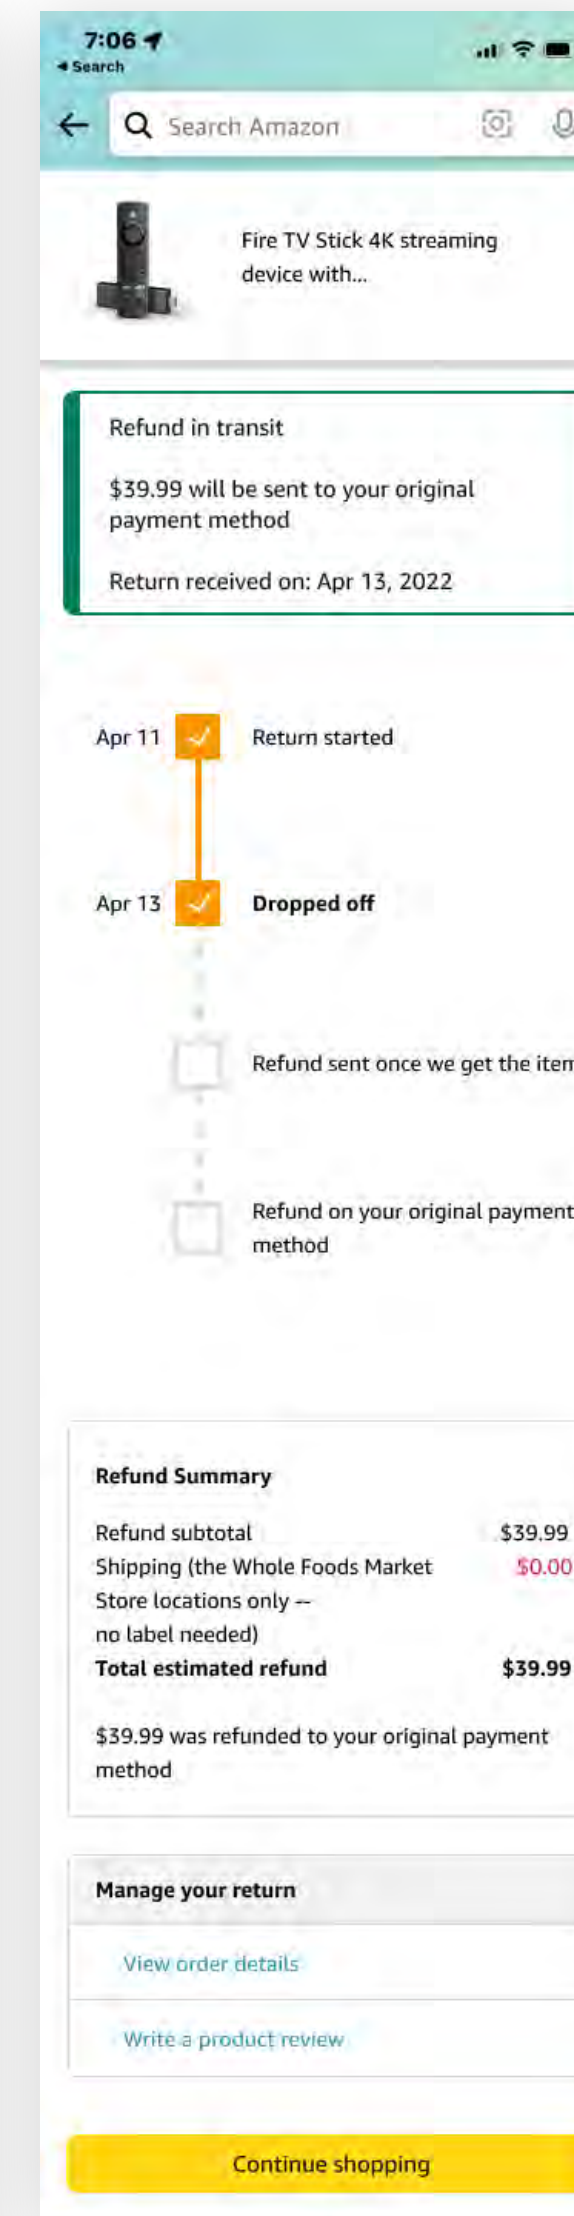 7:06
Search
Search Amazon
Fire TV Stick 4K streaming
device with...
Refund in transit
$39.99 will be sent to your original
payment method
Return received on: Apr 13, 2022
Apr 11 Return started
Apr 13 Dropped off
Refund sent once we get the item
Refund on your original payment
method
Refund Summary
Refund subtotal $39.99
Shipping (the Whole Foods Market $0.00
Store locations only --
no label needed)
Total estimated refund $39.99
$39.99 was refunded to your original payment
method
Manage your return
View order details
Write a product review
Continue shopping